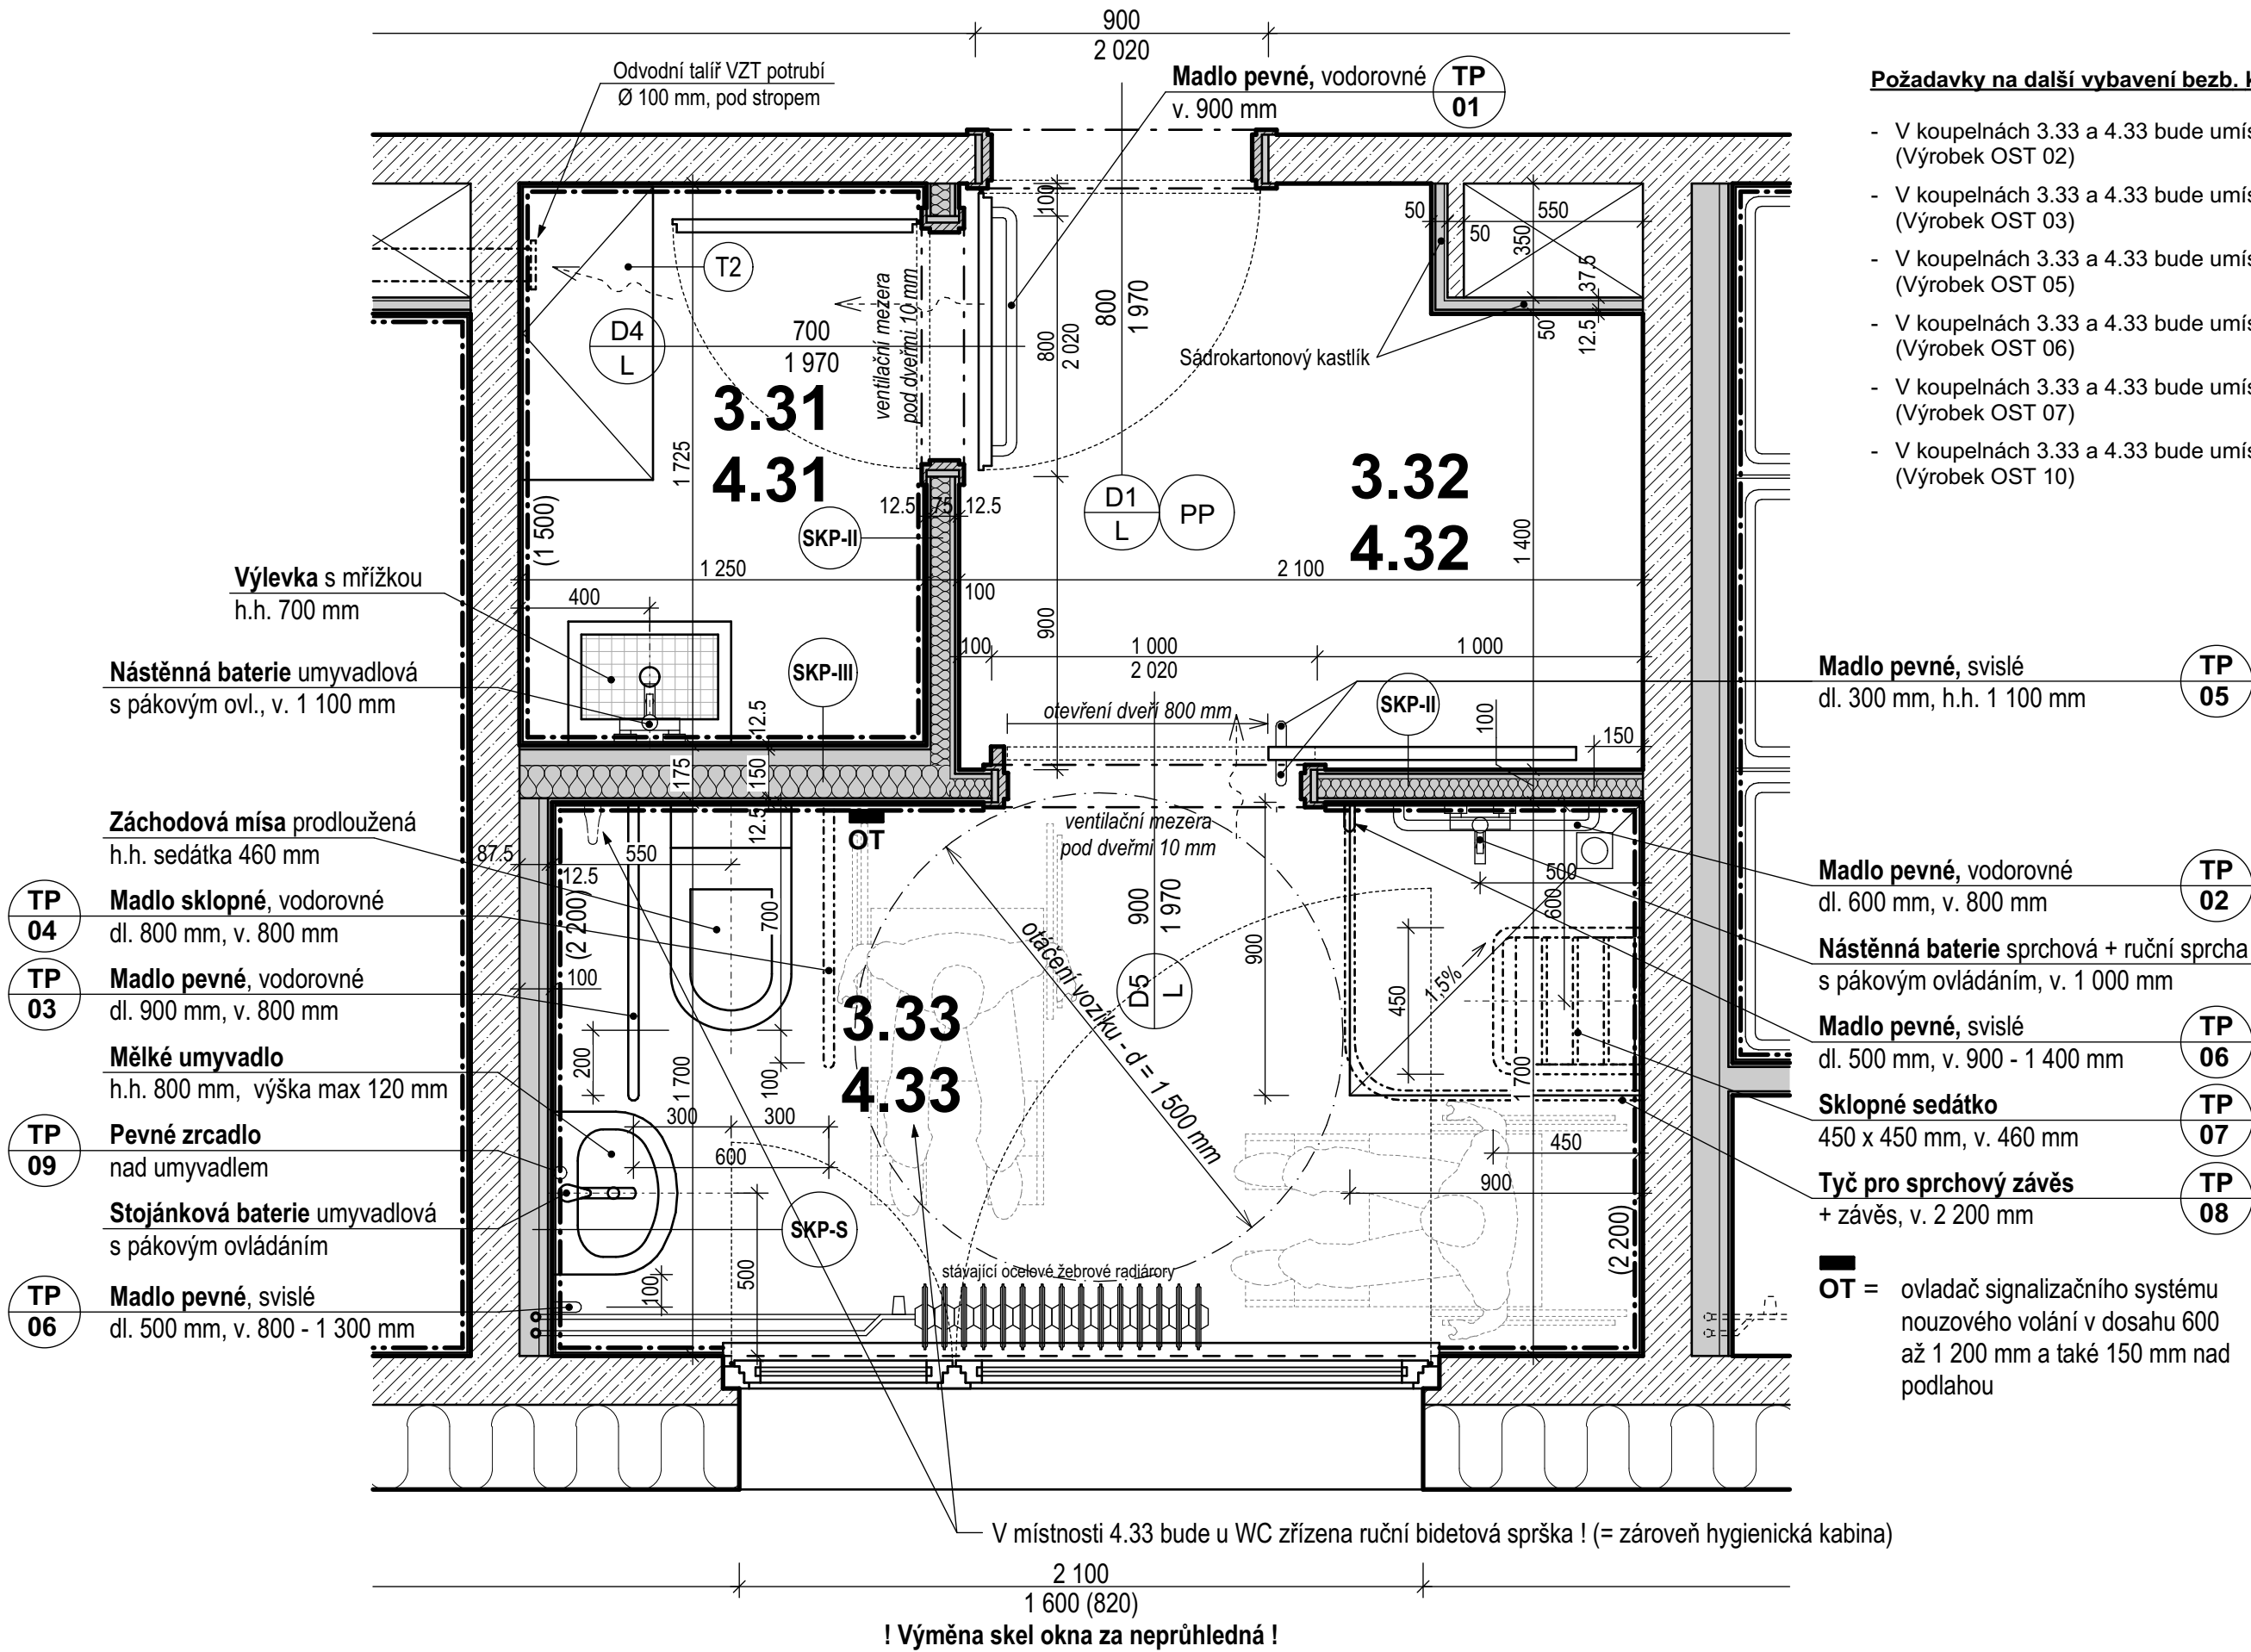 900
2 020
Odvodní talíř VZT potrubí
Ø 100 mm, pod stropem
Madlo pevné, vodorovné
v. 900 mm
TP
01
Požadavky na další vybavení bezb. k
- V koupelnách 3.33 a 4.33 bude umís
(Výrobek OST 02)
- V koupelnách 3.33 a 4.33 bude umís
(Výrobek OST 03)
- V koupelnách 3.33 a 4.33 bude umís
(Výrobek OST 05)
- V koupelnách 3.33 a 4.33 bude umís
(Výrobek OST 06)
- V koupelnách 3.33 a 4.33 bude umís
(Výrobek OST 07)
- V koupelnách 3.33 a 4.33 bude umís
(Výrobek OST 10)
T2
D4
L
700
1 970
ventilační mezera
pod dveřmi 10 mm
3.31
4.31
1 725
(1 500)
12.5
75
12.5
SKP-II
1 250
400
100
800
2 020
800
1 970
50
50
550
350
37.5
50
12.5
Sádrokartonový kastlík
3.32
4.32
D1
L
PP
1 400
2 100
100
900
100
1 000
2 020
1 000
SKP-III
SKP-II
otevření dveří 800 mm
100
150
12.5
175
150
12.5
Výlevka s mřížkou
h.h. 700 mm
Nástěnná baterie umyvadlová
s pákovým ovl., v. 1 100 mm
Záchodová mísa prodloužená
h.h. sedátka 460 mm
TP
04
Madlo sklopné, vodorovné
dl. 800 mm, v. 800 mm
TP
03
Madlo pevné, vodorovné
dl. 900 mm, v. 800 mm
Mělké umyvadlo
h.h. 800 mm, výška max 120 mm
TP
09
Pevné zrcadlo
nad umyvadlem
Stojánková baterie umyvadlová
s pákovým ovládáním
TP
06
Madlo pevné, svislé
dl. 500 mm, v. 800 - 1 300 mm
87.5
12.5
550
(2 200)
100
200
700
100
1 700
300
300
600
500
100
SKP-S
OT
3.33
4.33
ventilační mezera
pod dveřmi 10 mm
900
1 970
D5
L
otáčení vozíku - d = 1 500 mm
stávající ocelové žebrové radiárory
900
500
600
450
1,5%
1 700
450
900
(2 200)
Madlo pevné, svislé
dl. 300 mm, h.h. 1 100 mm
TP
05
Madlo pevné, vodorovné
dl. 600 mm, v. 800 mm
TP
02
Nástěnná baterie sprchová + ruční sprcha
s pákovým ovládáním, v. 1 000 mm
Madlo pevné, svislé
dl. 500 mm, v. 900 - 1 400 mm
TP
06
Sklopné sedátko
450 x 450 mm, v. 460 mm
TP
07
Tyč pro sprchový závěs
+ závěs, v. 2 200 mm
TP
08
OT = ovladač signalizačního systému
nouzového volání v dosahu 600
až 1 200 mm a také 150 mm nad
podlahou
V místnosti 4.33 bude u WC zřízena ruční bidetová sprška ! (= zároveň hygienická kabina)
2 100
1 600 (820)
! Výměna skel okna za neprůhledná !